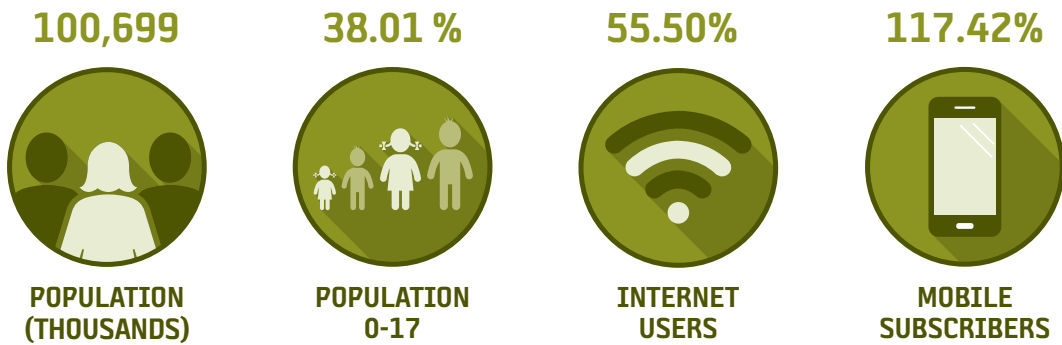 100,699
POPULATION
(THOUSANDS)
38.01 %
POPULATION
0-17
55.50%
INTERNET
USERS
117.42%
MOBILE
SUBSCRIBERS